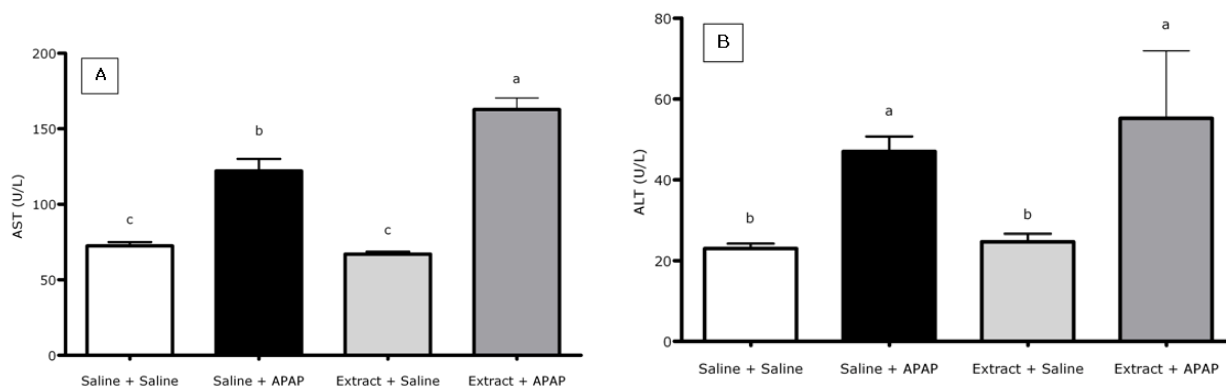 A
AST (U/L)
200
150
100
50
0
c
b
c
a
Saline + Saline
Saline + APAP
Extract + Saline
Extract + APAP
B
ALT (U/L)
80
60
40
20
0
b
a
b
a
Saline + Saline
Saline + APAP
Extract + Saline
Extract + APAP